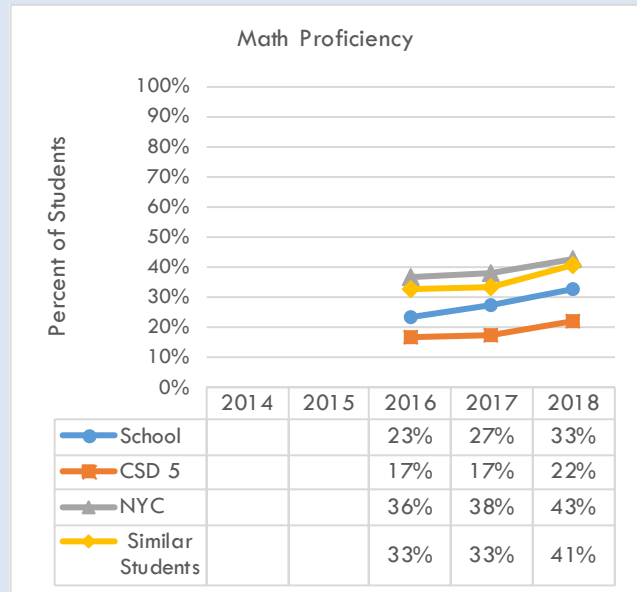 Math Proficiency
Percent of Students
100%
90%
80%
70%
60%
50%
40%
30%
20%
10%
0%
2014 2015 2016 2017 2018
School 23% 27% 33%
CSD 5 17% 17% 22%
NYC 36% 38% 43%
Similar
Students 33% 33% 41%